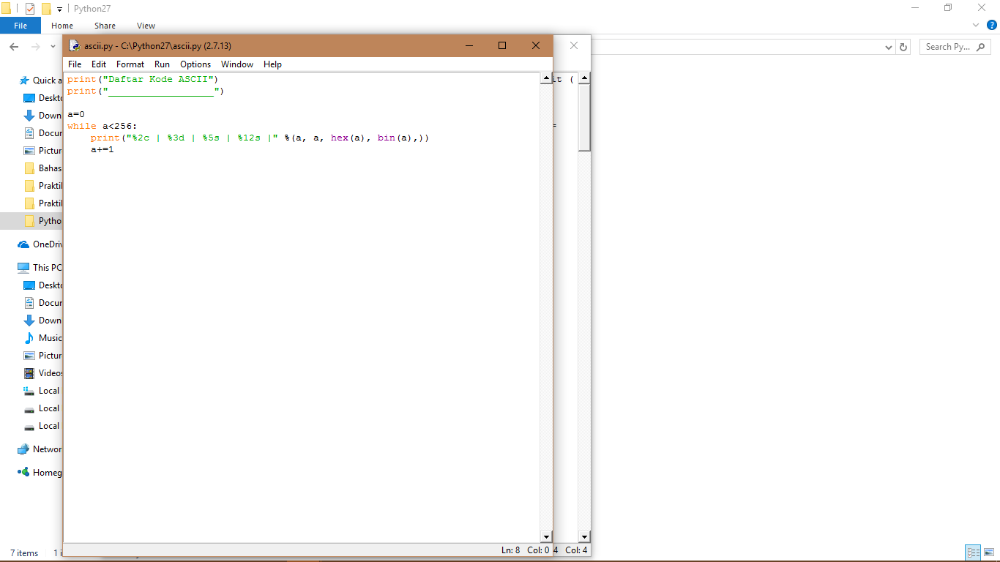 Python27
File Home Share View
Search Py...
ascii.py - C:\Python27\ascii.py (2.7.13)
File Edit Format Run Options Window Help
print("Daftar Kode ASCII")
print("__________________")
a=0
while a<256:
    print("%2c | %3d | %5s | %12s |" %(a, a, hex(a), bin(a),))
    a+=1
it (
=
Quick a
Deskto
Down
Docur
Pictur
Bahas
Praktil
Praktil
Pytho
OneDriv
This PC
Deskto
Docur
Down
Music
Pictur
Videos
Local
Local
Local
Networ
Homeg
7 items 1 i
Ln: 8 Col: 0
4 Col: 4